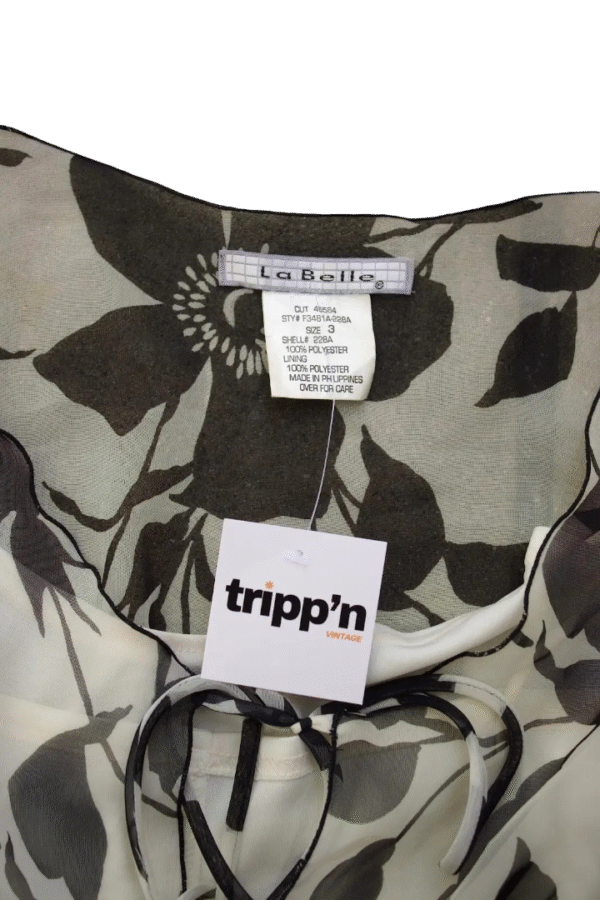 La Belle®
CUT 46564
STY# F3481A-228A
SIZE 3
SHELL# 228A
100% POLYESTER
LINING
100% POLYESTER
MADE IN PHILIPPINES
OVER FOR CARE
tripp'n
VINTAGE